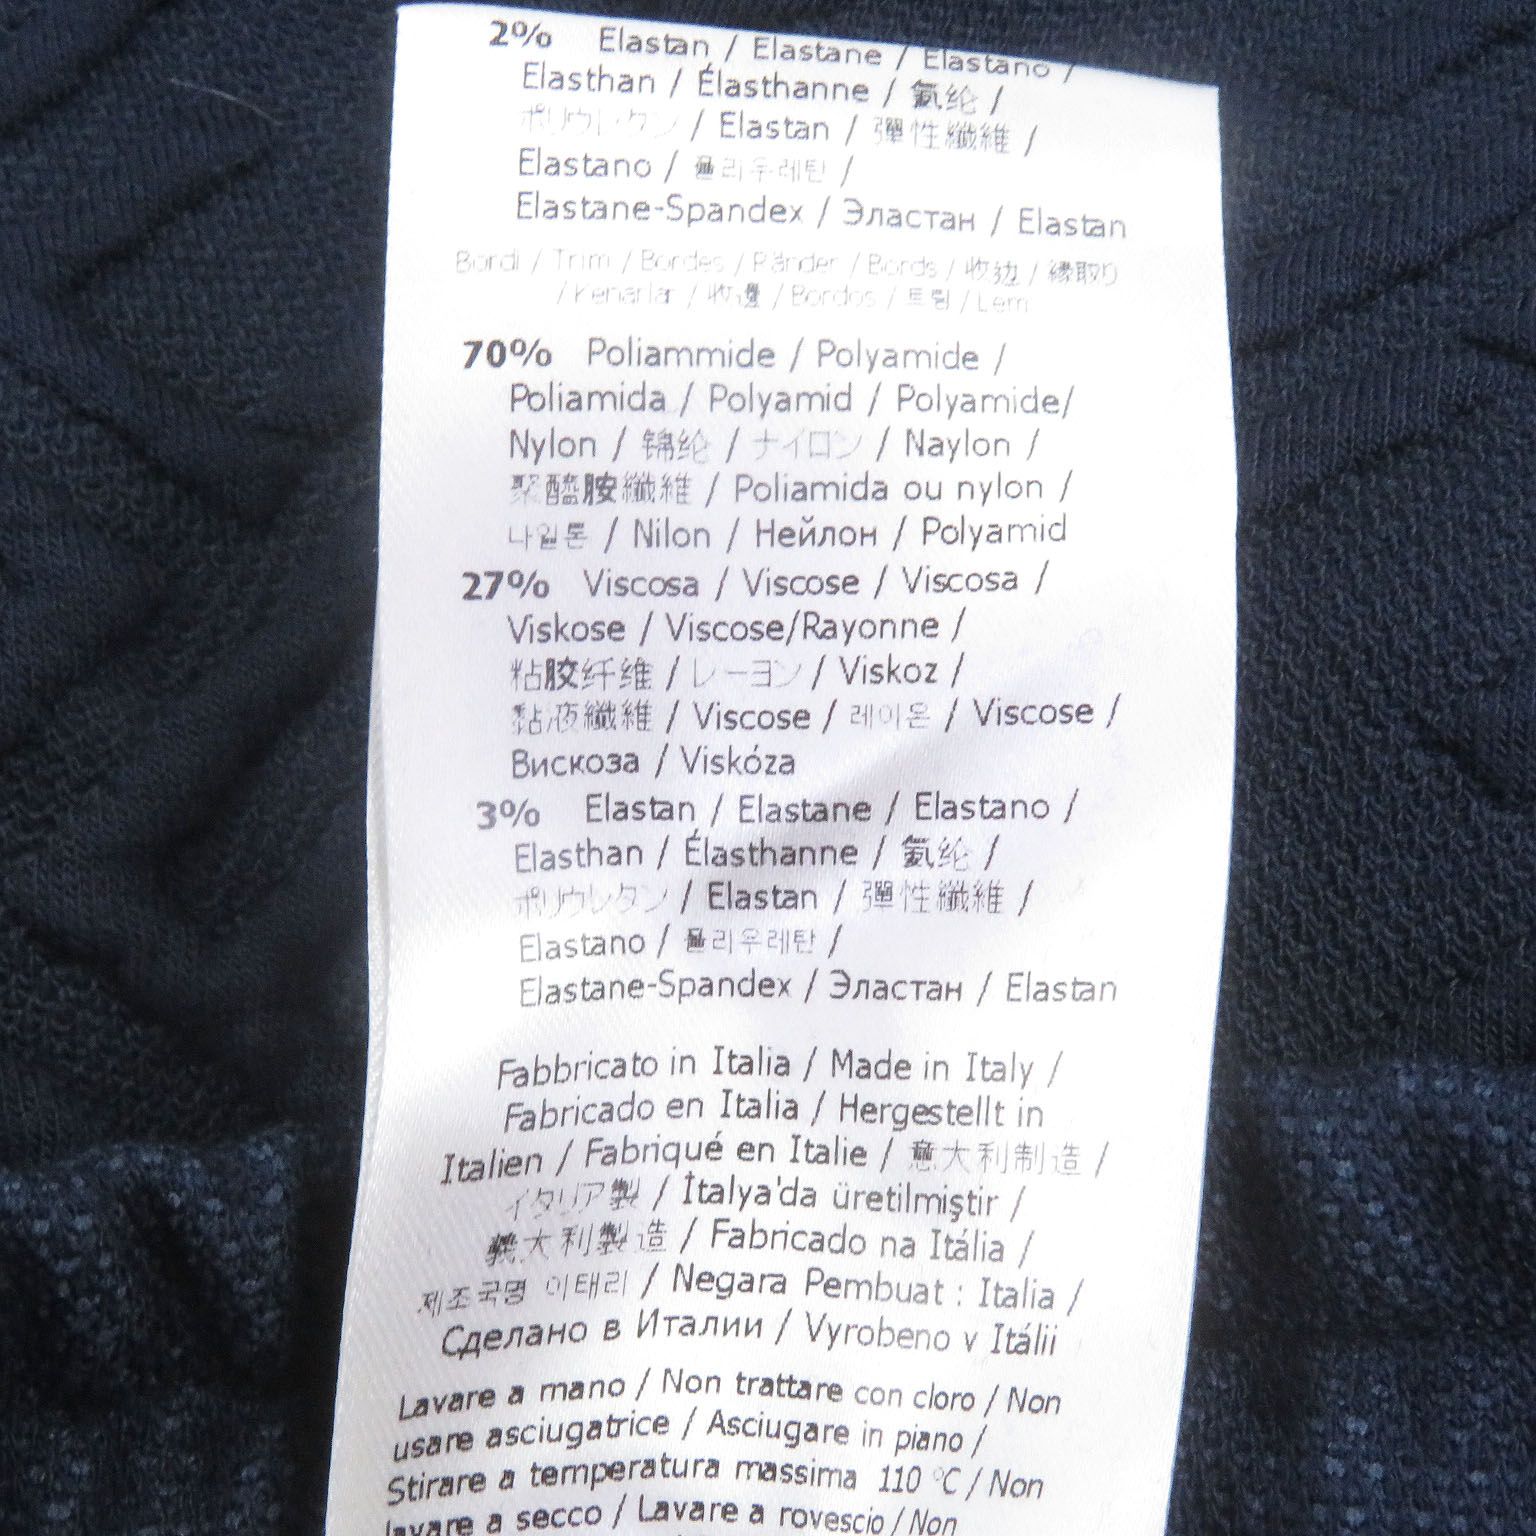 2% Elastan / Elastane / Elastano /
Elasthan / Élasthanne / 氨纶 /
ポリウレタン / Elastan / 彈性纖維 /
Elastano / 폴리우레탄 /
Elastane-Spandex / Эластан / Elastan
Bordi / Trim / Bordes / Ränder / Bords / 收边 / 縁取り
/ Kenarlar / 收邊 / Bordos / 트림 / Lem
70% Poliammide / Polyamide /
Poliamida / Polyamid / Polyamide/
Nylon / 锦纶 / ナイロン / Naylon /
聚醯胺纖維 / Poliamida ou nylon /
나일론 / Nilon / Нейлон / Polyamid
27% Viscosa / Viscose / Viscosa /
Viskose / Viscose/Rayonne /
粘胶纤维 / レーヨン / Viskoz /
黏液纖維 / Viscose / 레이온 / Viscose /
Вискоза / Viskóza
3% Elastan / Elastane / Elastano /
Elasthan / Élasthanne / 氨纶 /
ポリウレタン / Elastan / 彈性纖維 /
Elastano / 폴리우레탄 /
Elastane-Spandex / Эластан / Elastan
Fabbricato in Italia / Made in Italy /
Fabricado en Italia / Hergestellt in
Italien / Fabriqué en Italie / 意大利制造 /
イタリア製 / İtalya'da üretilmiştir /
義大利製造 / Fabricado na Itália /
제조국명 이태리 / Negara Pembuat : Italia /
Сделано в Италии / Vyrobeno v Itálii
Lavare a mano / Non trattare con cloro / Non
usare asciugatrice / Asciugare in piano /
Stirare a temperatura massima 110 °C / Non
lavare a secco / Lavare a rovescio / Non